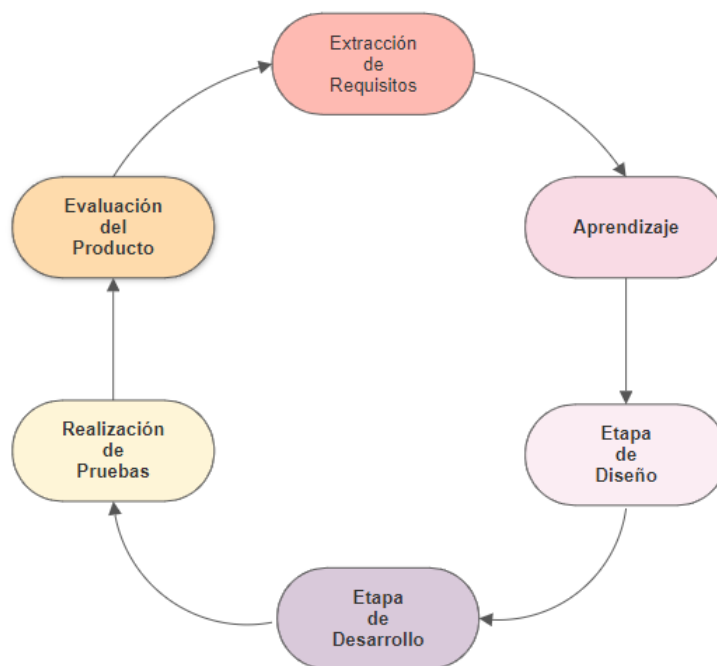 Extracción
de
Requisitos
Aprendizaje
Etapa
de
Diseño
Etapa
de
Desarrollo
Realización
de
Pruebas
Evaluación
del
Producto